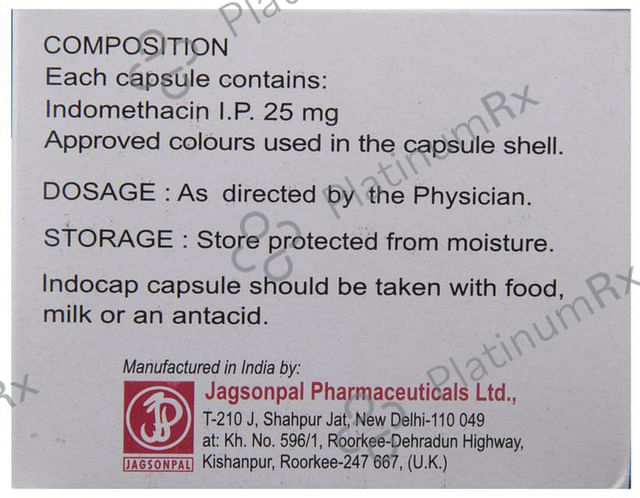 COMPOSITION
Each capsule contains:
Indomethacin I.P. 25 mg
Approved colours used in the capsule shell.
DOSAGE : As directed by the Physician.
STORAGE : Store protected from moisture.
Indocap capsule should be taken with food,
milk or an antacid.
Manufactured in India by:
Jagsonpal Pharmaceuticals Ltd.,
T-210 J, Shahpur Jat, New Delhi-110 049
at: Kh. No. 596/1, Roorkee-Dehradun Highway,
Kishanpur, Roorkee-247 667, (U.K.)
JAGSONPAL
PlatinumRx
PlatinumRx